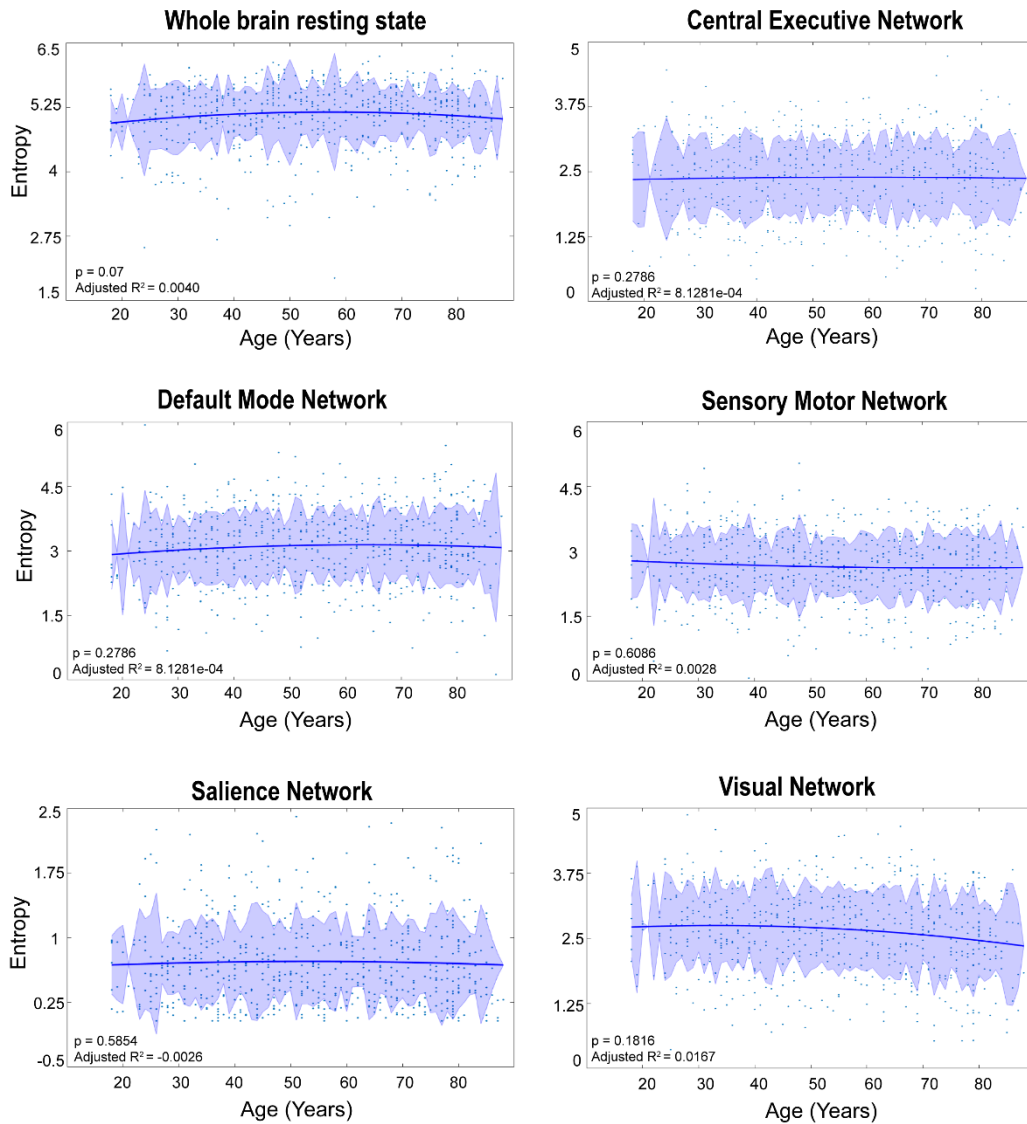 Whole brain resting state
6.5
5.25
4
2.75
1.5
Entropy
p = 0.07
Adjusted R² = 0.0040
20 30 40 50 60 70 80
Age (Years)
Central Executive Network
5
3.75
2.5
1.25
0
p = 0.2786
Adjusted R² = 8.1281e-04
20 30 40 50 60 70 80
Age (Years)
Default Mode Network
6
4.5
3
1.5
0
Entropy
p = 0.2786
Adjusted R² = 8.1281e-04
20 30 40 50 60 70 80
Age (Years)
Sensory Motor Network
6
4.5
3
1.5
0
p = 0.6086
Adjusted R² = 0.0028
20 30 40 50 60 70 80
Age (Years)
Salience Network
2.5
1.75
1
0.25
-0.5
Entropy
p = 0.5854
Adjusted R² = -0.0026
20 30 40 50 60 70 80
Age (Years)
Visual Network
5
3.75
2.5
1.25
0
p = 0.1816
Adjusted R² = 0.0167
20 30 40 50 60 70 80
Age (Years)